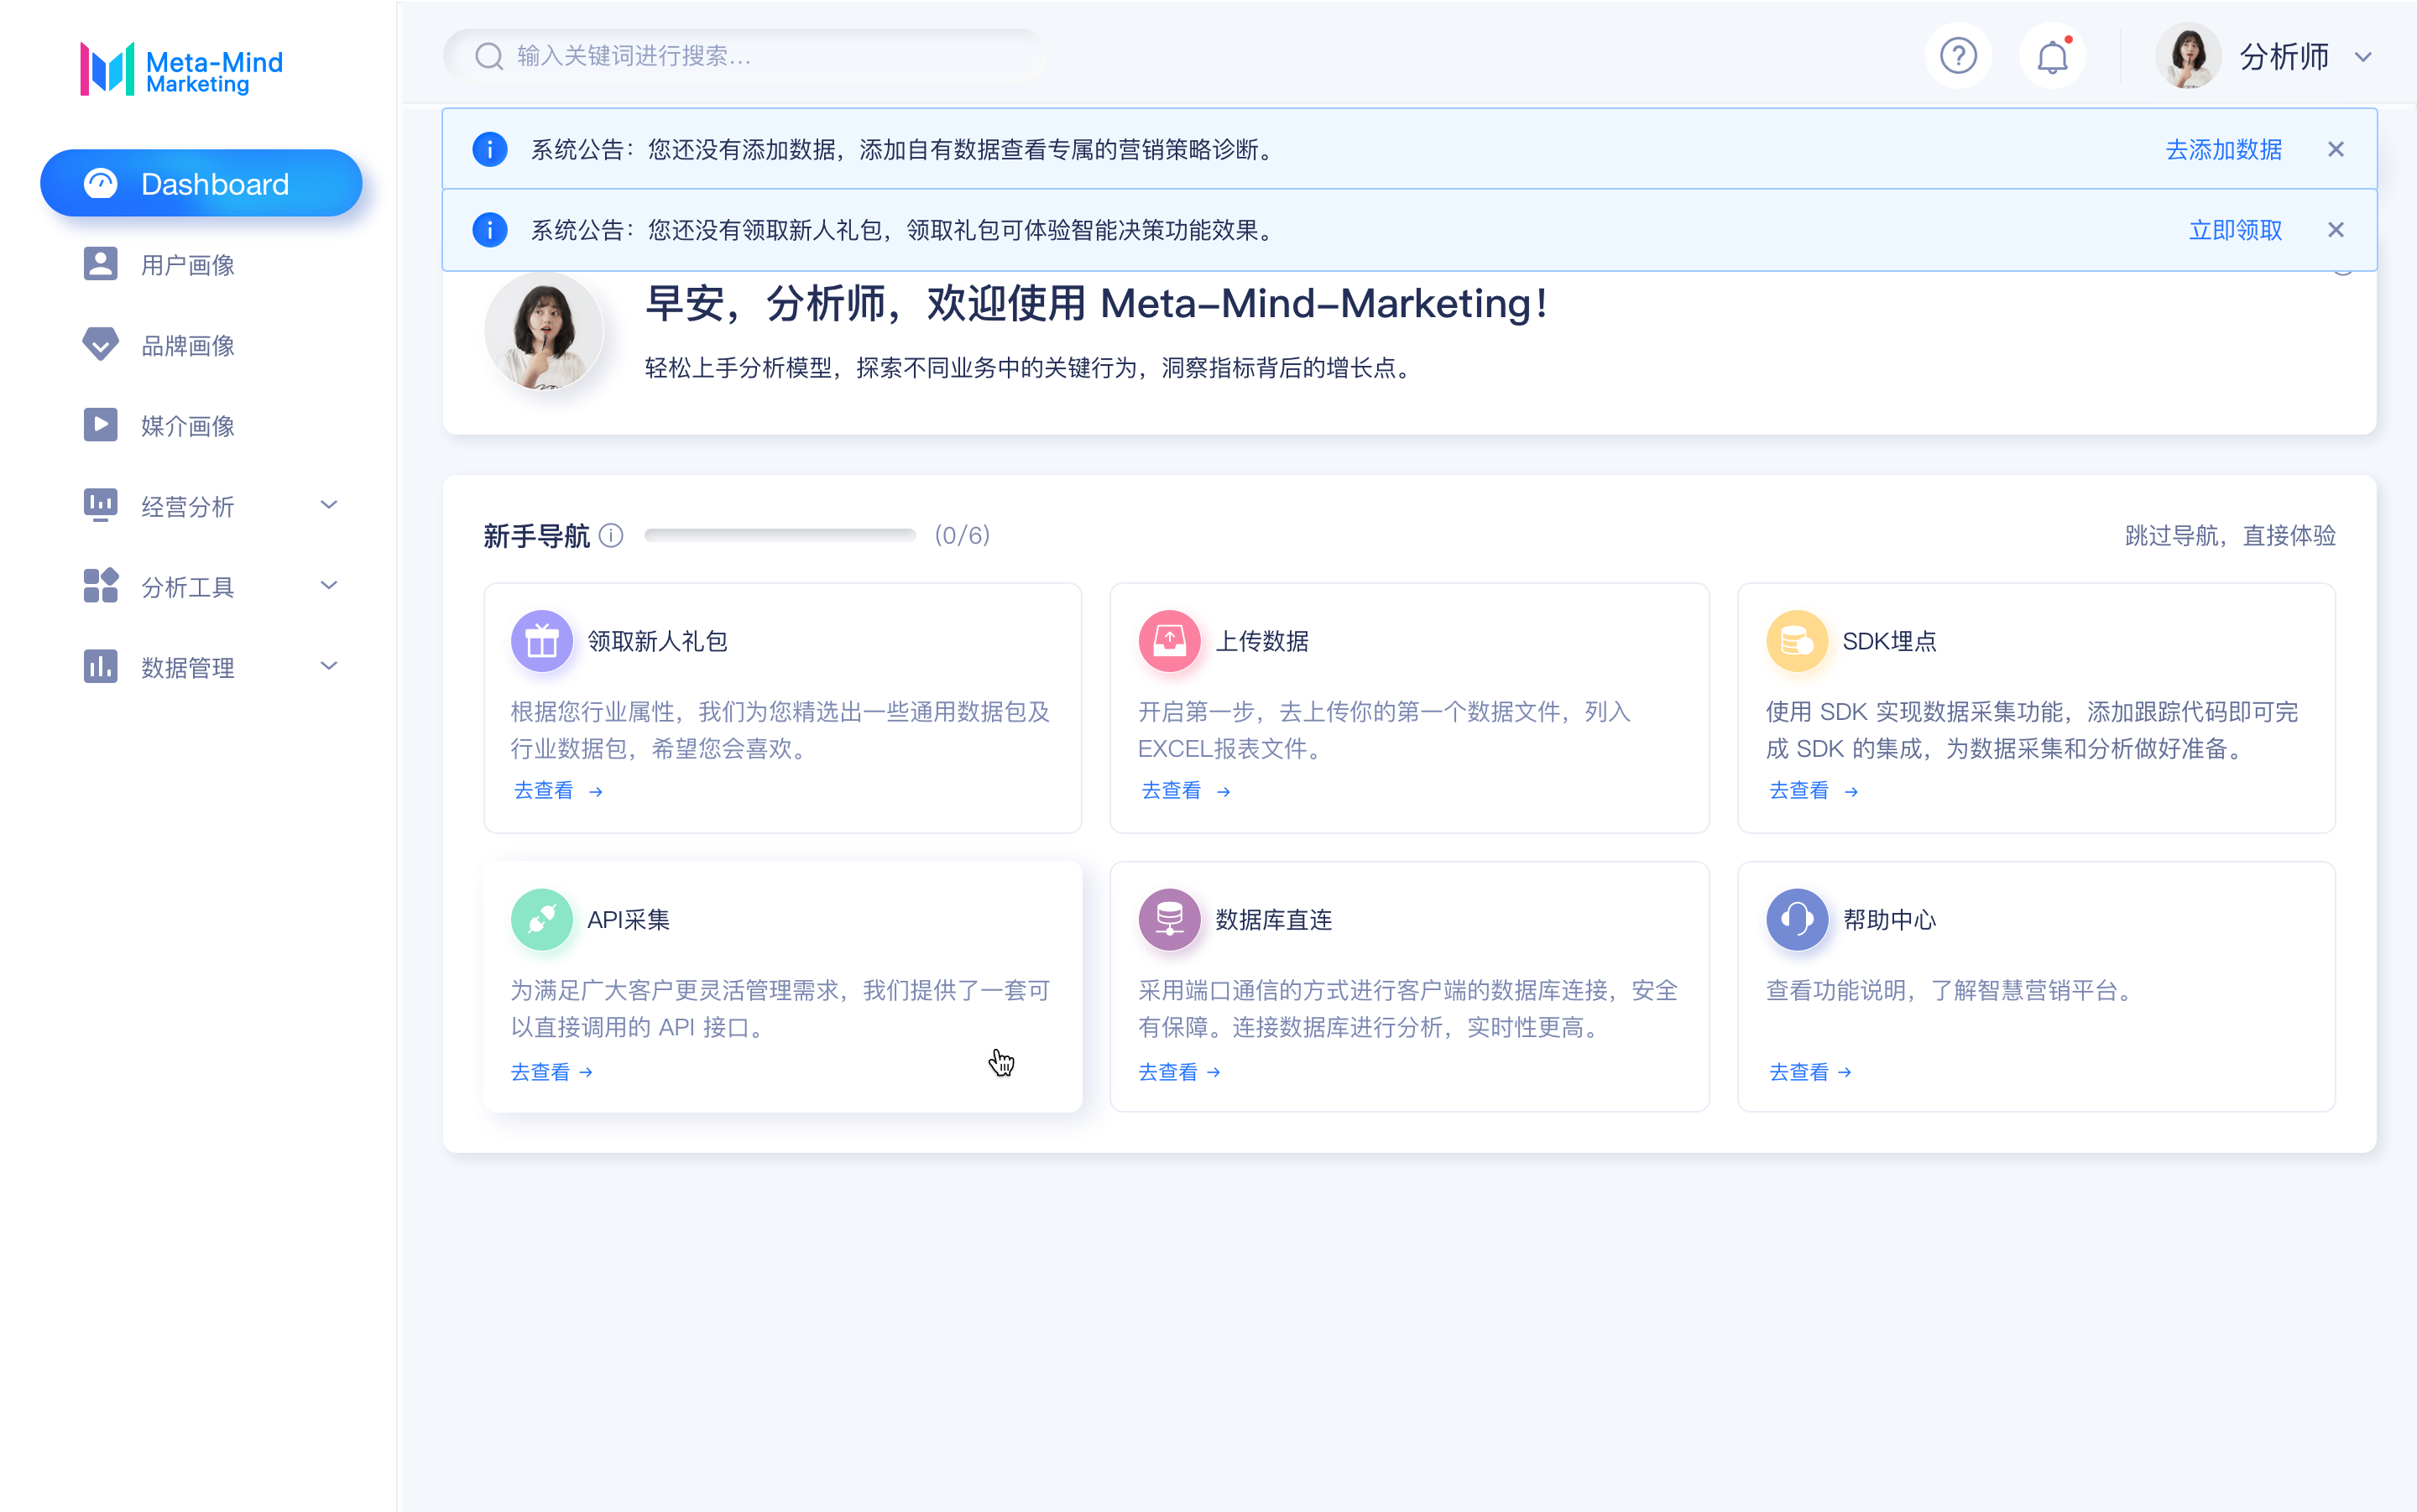 Meta-Mind
Marketing
输入关键词进行搜索...
分析师
Dashboard
用户画像
品牌画像
媒介画像
经营分析
分析工具
数据管理
系统公告：您还没有添加数据，添加自有数据查看专属的营销策略诊断。
去添加数据
系统公告：您还没有领取新人礼包，领取礼包可体验智能决策功能效果。
立即领取
早安，分析师，欢迎使用 Meta-Mind-Marketing!
轻松上手分析模型，探索不同业务中的关键行为，洞察指标背后的增长点。
新手导航
(0/6)
跳过导航，直接体验
领取新人礼包
根据您行业属性，我们为您精选出一些通用数据包及
行业数据包，希望您会喜欢。
去查看 →
上传数据
开启第一步，去上传你的第一个数据文件，列入
EXCEL报表文件。
去查看 →
SDK埋点
使用 SDK 实现数据采集功能，添加跟踪代码即可完
成 SDK 的集成，为数据采集和分析做好准备。
去查看 →
API采集
为满足广大客户更灵活管理需求，我们提供了一套可
以直接调用的 API 接口。
去查看 →
数据库直连
采用端口通信的方式进行客户端的数据库连接，安全
有保障。连接数据库进行分析，实时性更高。
去查看 →
帮助中心
查看功能说明，了解智慧营销平台。
去查看 →